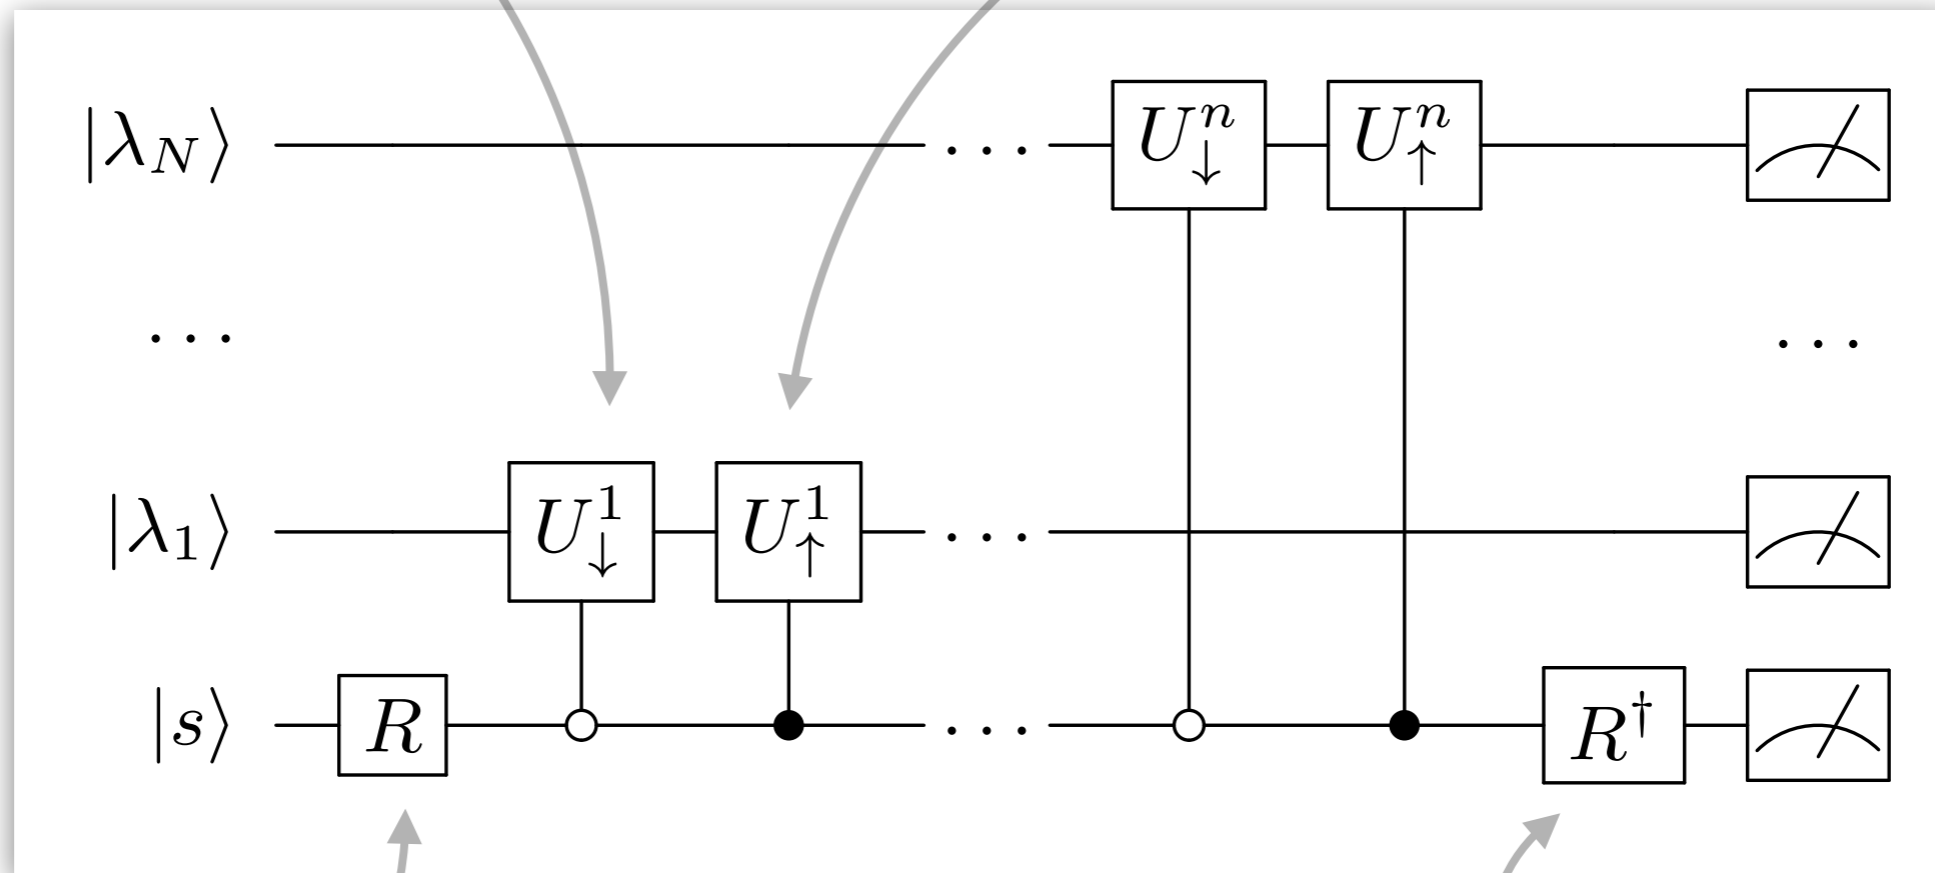 |λ_N⟩ ··· U^n_↓ U^n_↑
··· ···
|λ_1⟩ U^1_↓ U^1_↑ ···
|s⟩ R ··· R^†